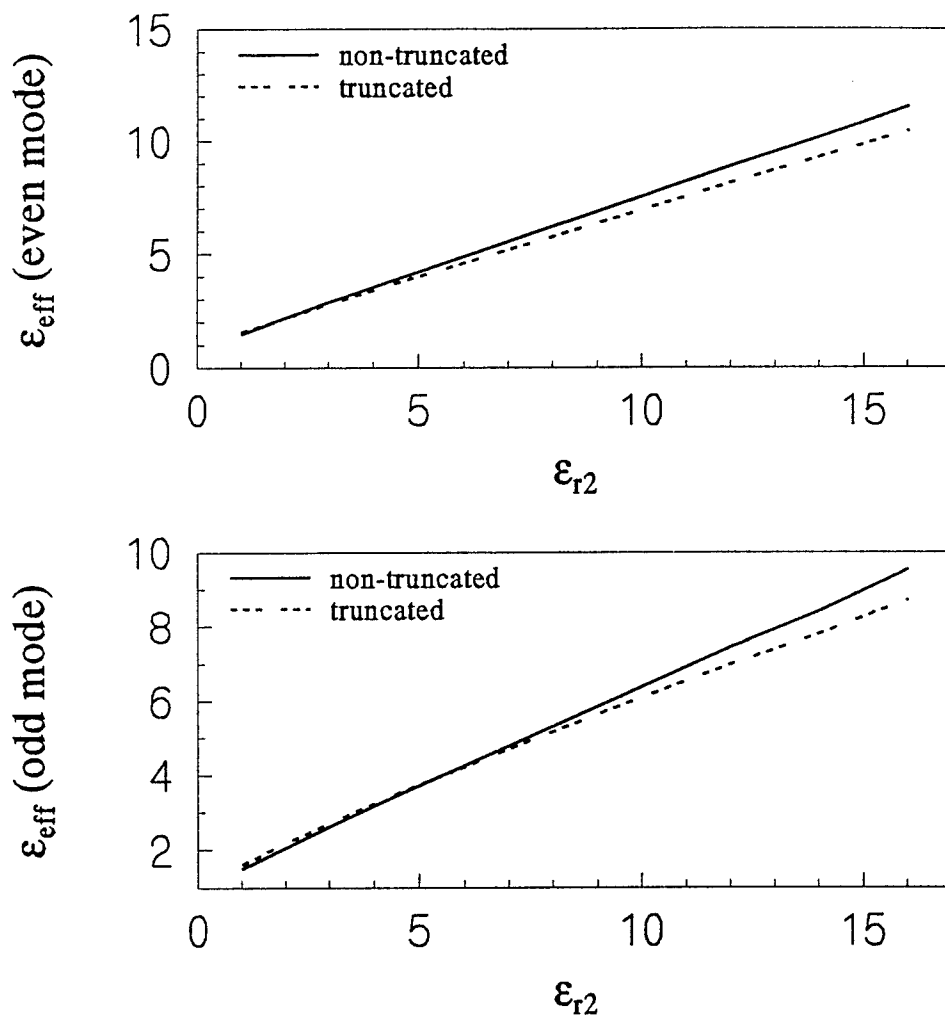 15
non-truncated
truncated
10
5
0
ε_eff (even mode)
0 5 10 15
ε_r2
10
non-truncated
truncated
8
6
4
2
ε_eff (odd mode)
0 5 10 15
ε_r2